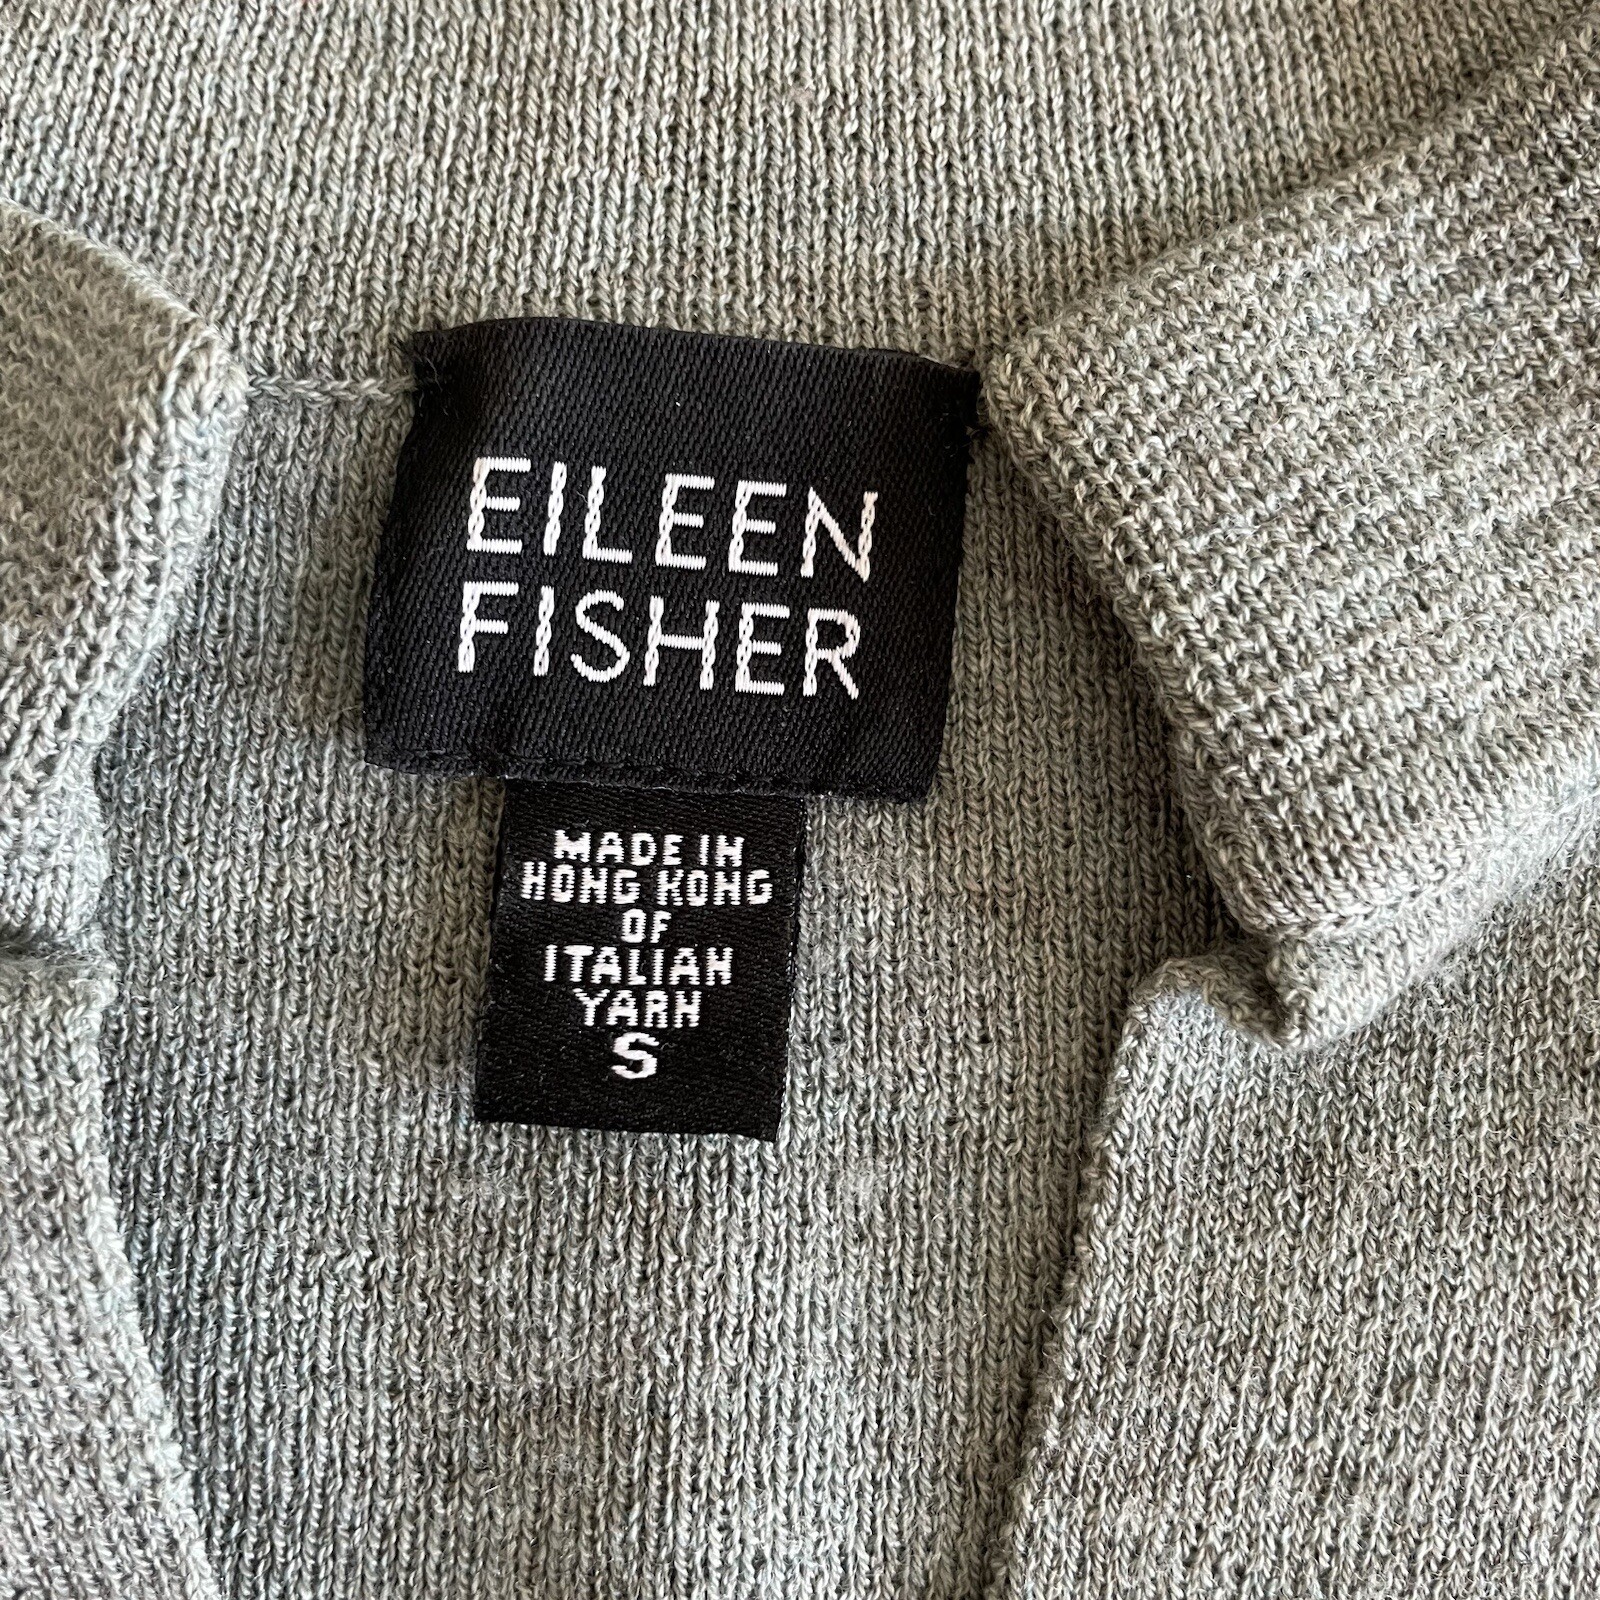 EILEEN
FISHER
MADE IN
HONG KONG
OF
ITALIAN
YARN
S